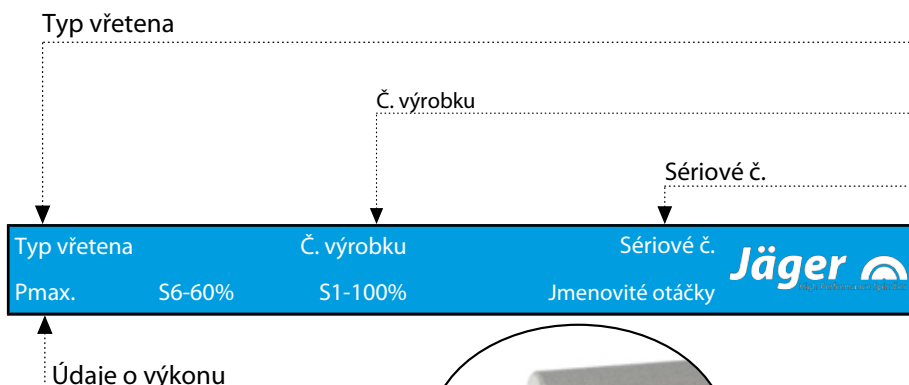 Typ vřetena
Č. výrobku
Sériové č.
Typ vřetena Č. výrobku Sériové č.
Jäger
Pmax. S6-60% S1-100% Jmenovité otáčky
Údaje o výkonu